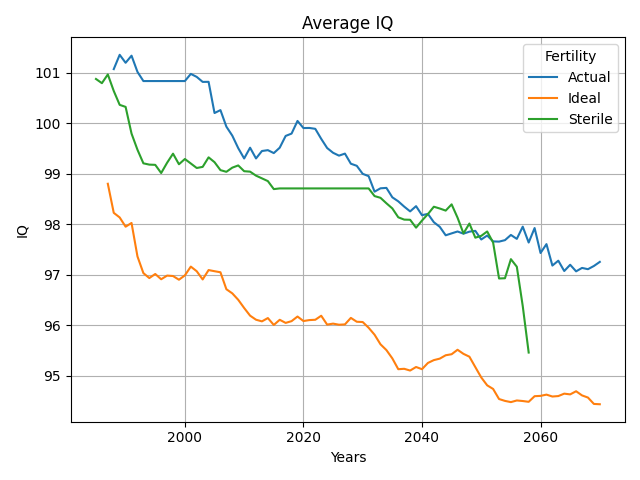 Average IQ
Fertility
Actual
Ideal
Sterile
IQ
101
100
99
98
97
96
95
2000
2020
2040
2060
Years